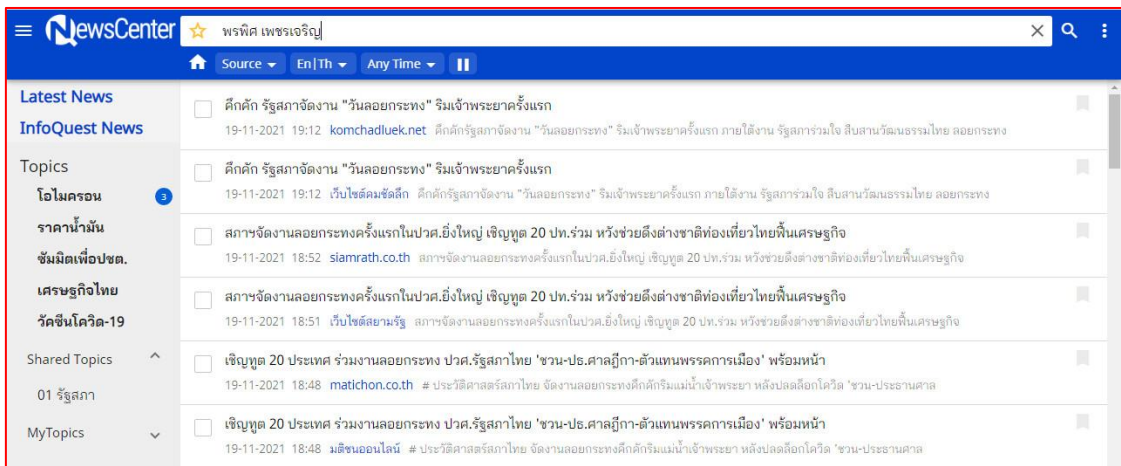 NewsCenter
พรพิศ เพชรเจริญ
Source
En|Th
Any Time
Latest News
InfoQuest News
Topics
โอไมครอน 3
ราคาน้ำมัน
ซัมมิตเพื่อปชต.
เศรษฐกิจไทย
วัคซีนโควิด-19
Shared Topics
01 รัฐสภา
MyTopics
คึกคัก รัฐสภาจัดงาน "วันลอยกระทง" ริมเจ้าพระยาครั้งแรก
19-11-2021 19:12 komchadluek.net คึกคักรัฐสภาจัดงาน "วันลอยกระทง" ริมเจ้าพระยาครั้งแรก ภายใต้งาน รัฐสภาร่วมใจ สืบสานวัฒนธรรมไทย ลอยกระทง
คึกคัก รัฐสภาจัดงาน "วันลอยกระทง" ริมเจ้าพระยาครั้งแรก
19-11-2021 19:12 เว็บไซต์คมชัดลึก คึกคักรัฐสภาจัดงาน "วันลอยกระทง" ริมเจ้าพระยาครั้งแรก ภายใต้งาน รัฐสภาร่วมใจ สืบสานวัฒนธรรมไทย ลอยกระทง
สภาฯจัดงานลอยกระทงครั้งแรกในปวศ.ยิ่งใหญ่ เชิญทูต 20 ปท.ร่วม หวังช่วยดึงต่างชาติท่องเที่ยวไทยฟื้นเศรษฐกิจ
19-11-2021 18:52 siamrath.co.th สภาฯจัดงานลอยกระทงครั้งแรกในปวศ.ยิ่งใหญ่ เชิญทูต 20 ปท.ร่วม หวังช่วยดึงต่างชาติท่องเที่ยวไทยฟื้นเศรษฐกิจ
สภาฯจัดงานลอยกระทงครั้งแรกในปวศ.ยิ่งใหญ่ เชิญทูต 20 ปท.ร่วม หวังช่วยดึงต่างชาติท่องเที่ยวไทยฟื้นเศรษฐกิจ
19-11-2021 18:51 เว็บไซต์สยามรัฐ สภาฯจัดงานลอยกระทงครั้งแรกในปวศ.ยิ่งใหญ่ เชิญทูต 20 ปท.ร่วม หวังช่วยดึงต่างชาติท่องเที่ยวไทยฟื้นเศรษฐกิจ
เชิญทูต 20 ประเทศ ร่วมงานลอยกระทง ปวศ.รัฐสภาไทย 'ชวน-ปธ.ศาลฎีกา-ตัวแทนพรรคการเมือง' พร้อมหน้า
19-11-2021 18:48 matichon.co.th # ประวัติศาสตร์สภาไทย จัดงานลอยกระทงคึกคักริมแม่น้ำเจ้าพระยา หลังปลดล็อกโควิด 'ชวน-ประธานศาล
เชิญทูต 20 ประเทศ ร่วมงานลอยกระทง ปวศ.รัฐสภาไทย 'ชวน-ปธ.ศาลฎีกา-ตัวแทนพรรคการเมือง' พร้อมหน้า
19-11-2021 18:48 มติชนออนไลน์ # ประวัติศาสตร์สภาไทย จัดงานลอยกระทงคึกคักริมแม่น้ำเจ้าพระยา หลังปลดล็อกโควิด 'ชวน-ประธานศาล